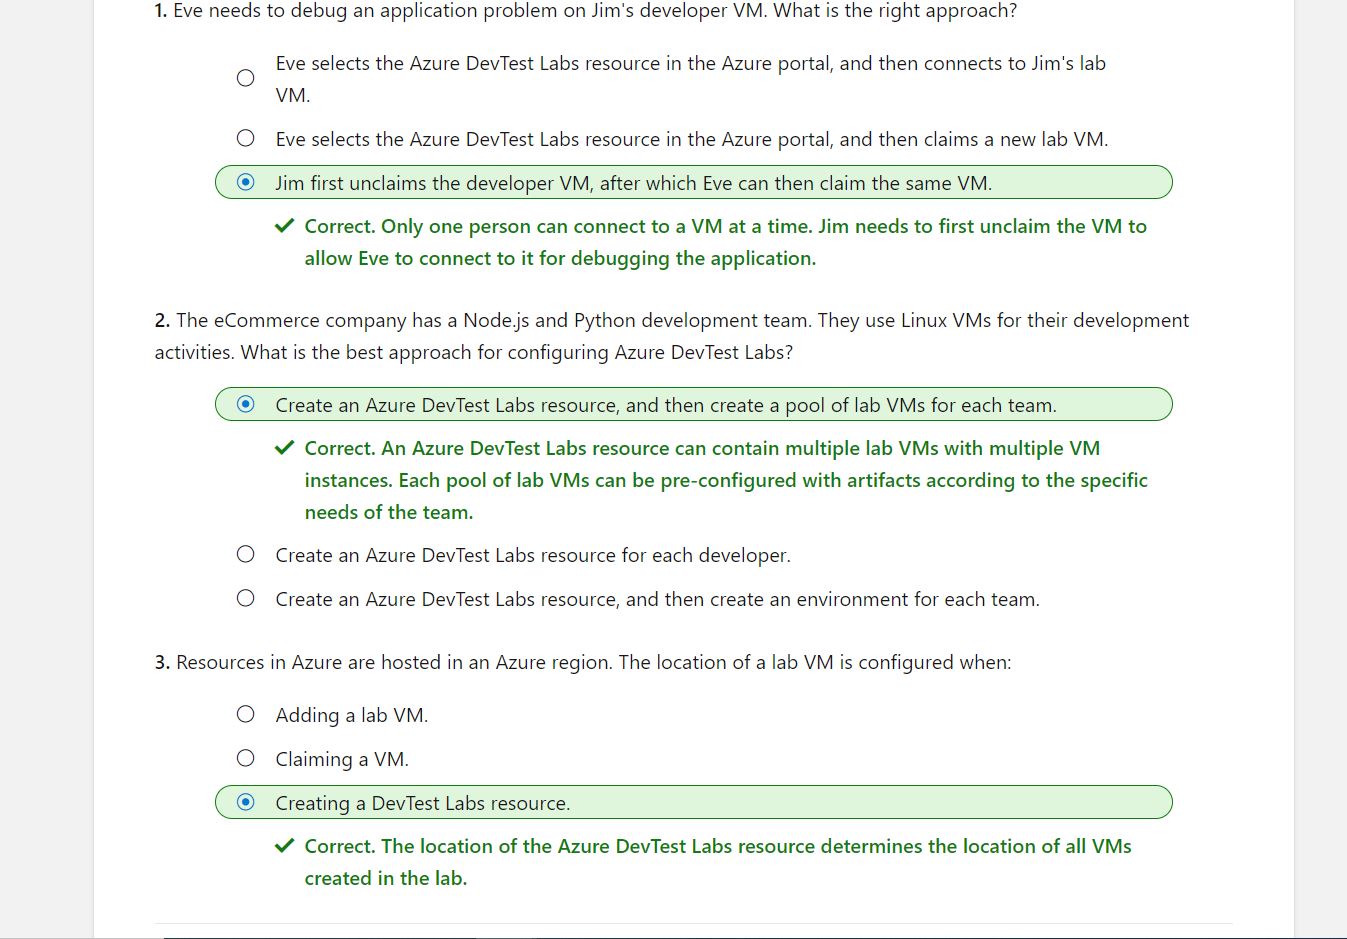 1. Eve needs to debug an application problem on Jim's developer VM. What is the right approach?
Eve selects the Azure DevTest Labs resource in the Azure portal, and then connects to Jim's lab
VM.
Eve selects the Azure DevTest Labs resource in the Azure portal, and then claims a new lab VM.
Jim first unclaims the developer VM, after which Eve can then claim the same VM.
Correct. Only one person can connect to a VM at a time. Jim needs to first unclaim the VM to
allow Eve to connect to it for debugging the application.
2. The eCommerce company has a Node.js and Python development team. They use Linux VMs for their development
activities. What is the best approach for configuring Azure DevTest Labs?
Create an Azure DevTest Labs resource, and then create a pool of lab VMs for each team.
Correct. An Azure DevTest Labs resource can contain multiple lab VMs with multiple VM
instances. Each pool of lab VMs can be pre-configured with artifacts according to the specific
needs of the team.
Create an Azure DevTest Labs resource for each developer.
Create an Azure DevTest Labs resource, and then create an environment for each team.
3. Resources in Azure are hosted in an Azure region. The location of a lab VM is configured when:
Adding a lab VM.
Claiming a VM.
Creating a DevTest Labs resource.
Correct. The location of the Azure DevTest Labs resource determines the location of all VMs
created in the lab.